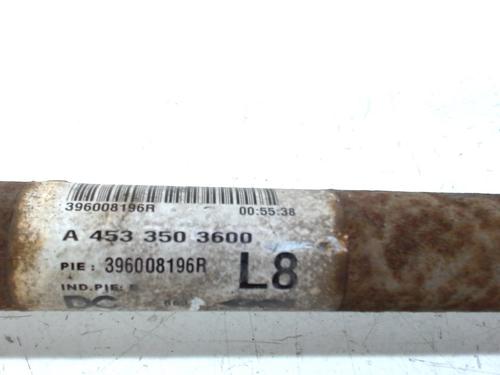 396008196R 00:55:38
A 453 350 3600
PIE : 396008196R L8
IND.PIE:
DC